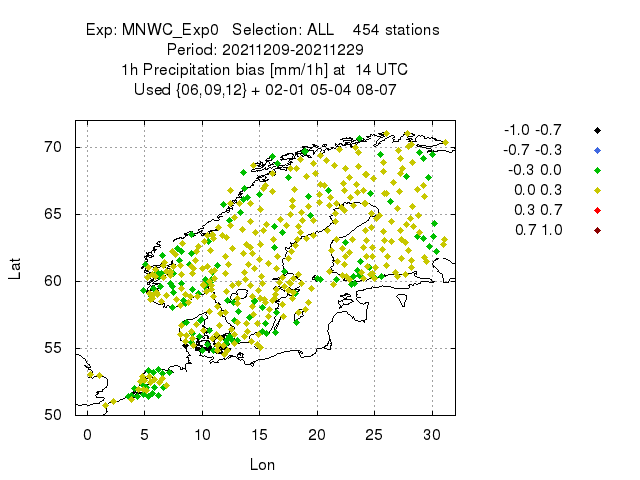 Exp: MNWC_Exp0 Selection: ALL 454 stations
Period: 20211209-20211229
1h Precipitation bias [mm/1h] at 14 UTC
Used {06,09,12} + 02-01 05-04 08-07
-1.0 -0.7
-0.7 -0.3
-0.3 0.0
0.0 0.3
0.3 0.7
0.7 1.0
70
65
60
55
50
Lat
0 5 10 15 20 25 30
Lon